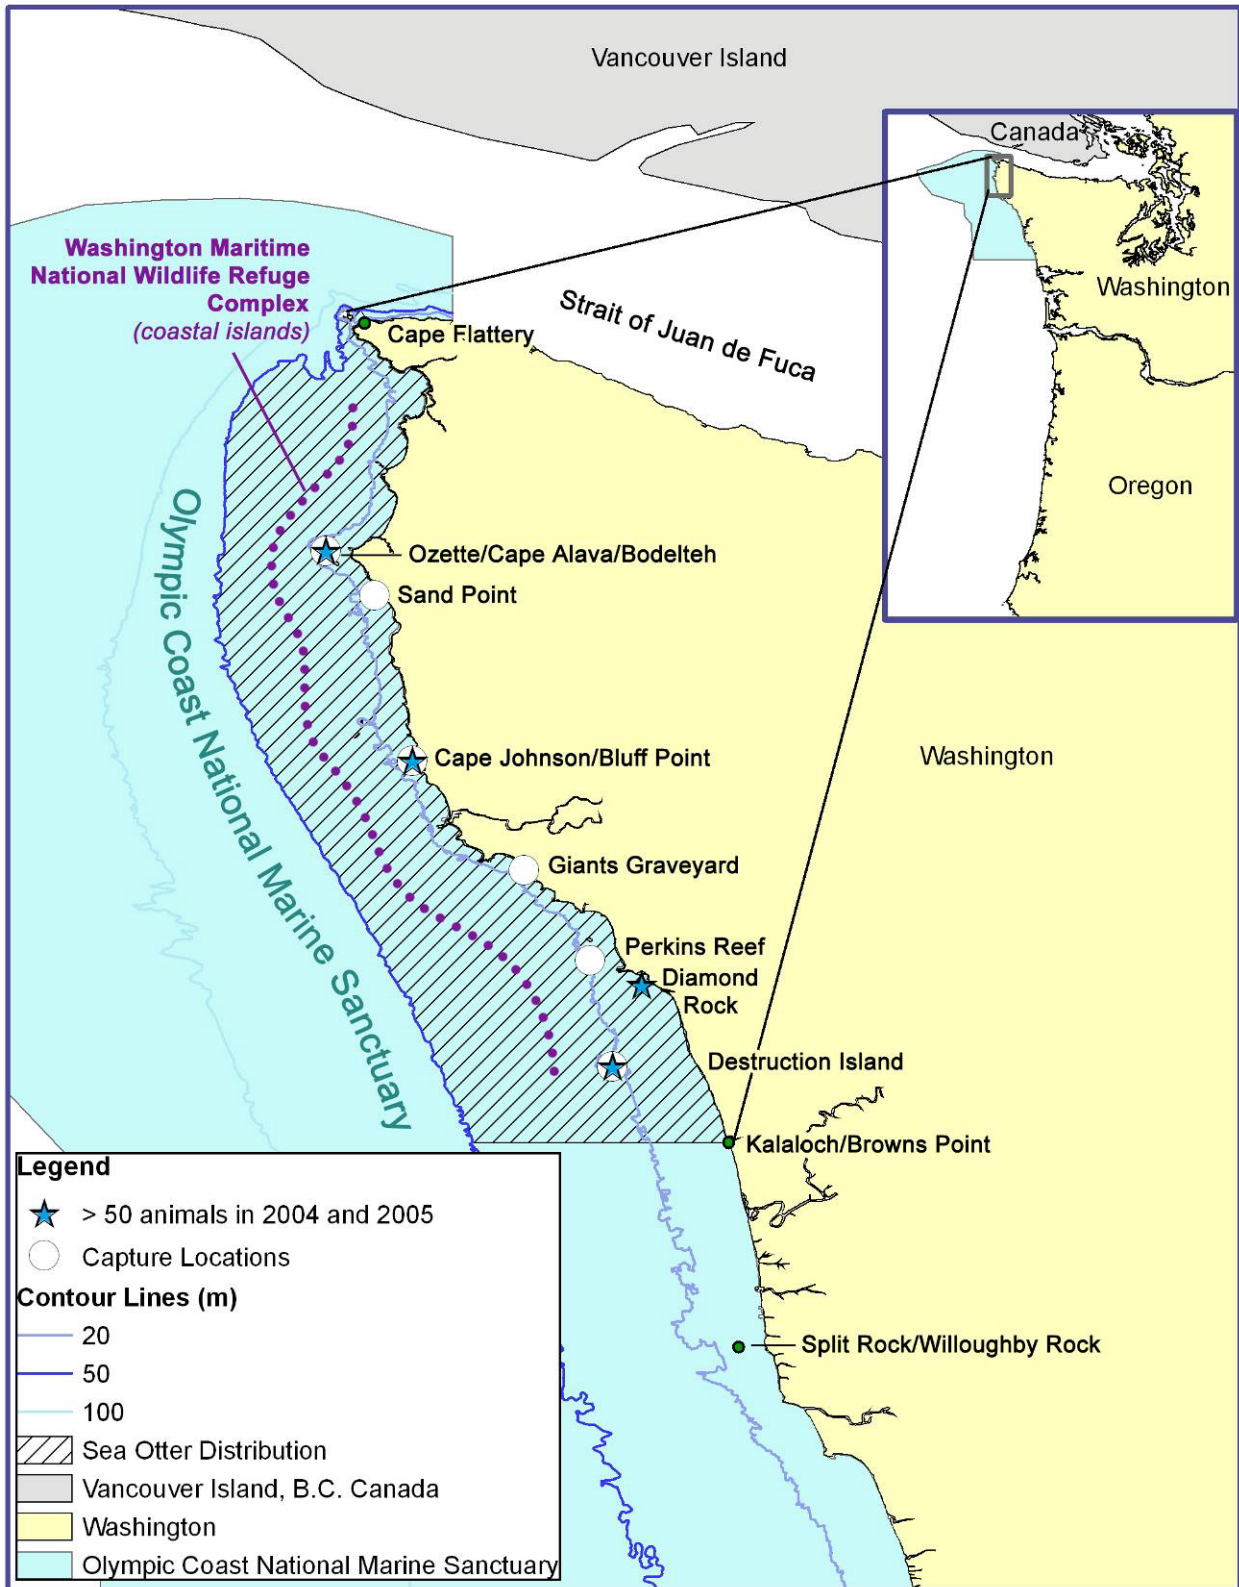 Vancouver Island
Canada
Washington
Oregon
Washington Maritime
National Wildlife Refuge
Complex
(coastal islands)
Strait of Juan de Fuca
Cape Flattery
Olympic Coast National Marine Sanctuary
Ozette/Cape Alava/Bodelteh
Sand Point
Cape Johnson/Bluff Point
Washington
Giants Graveyard
Perkins Reef
Diamond
Rock
Destruction Island
Kalaloch/Browns Point
Split Rock/Willoughby Rock
Legend
> 50 animals in 2004 and 2005
Capture Locations
Contour Lines (m)
20
50
100
Sea Otter Distribution
Vancouver Island, B.C. Canada
Washington
Olympic Coast National Marine Sanctuary